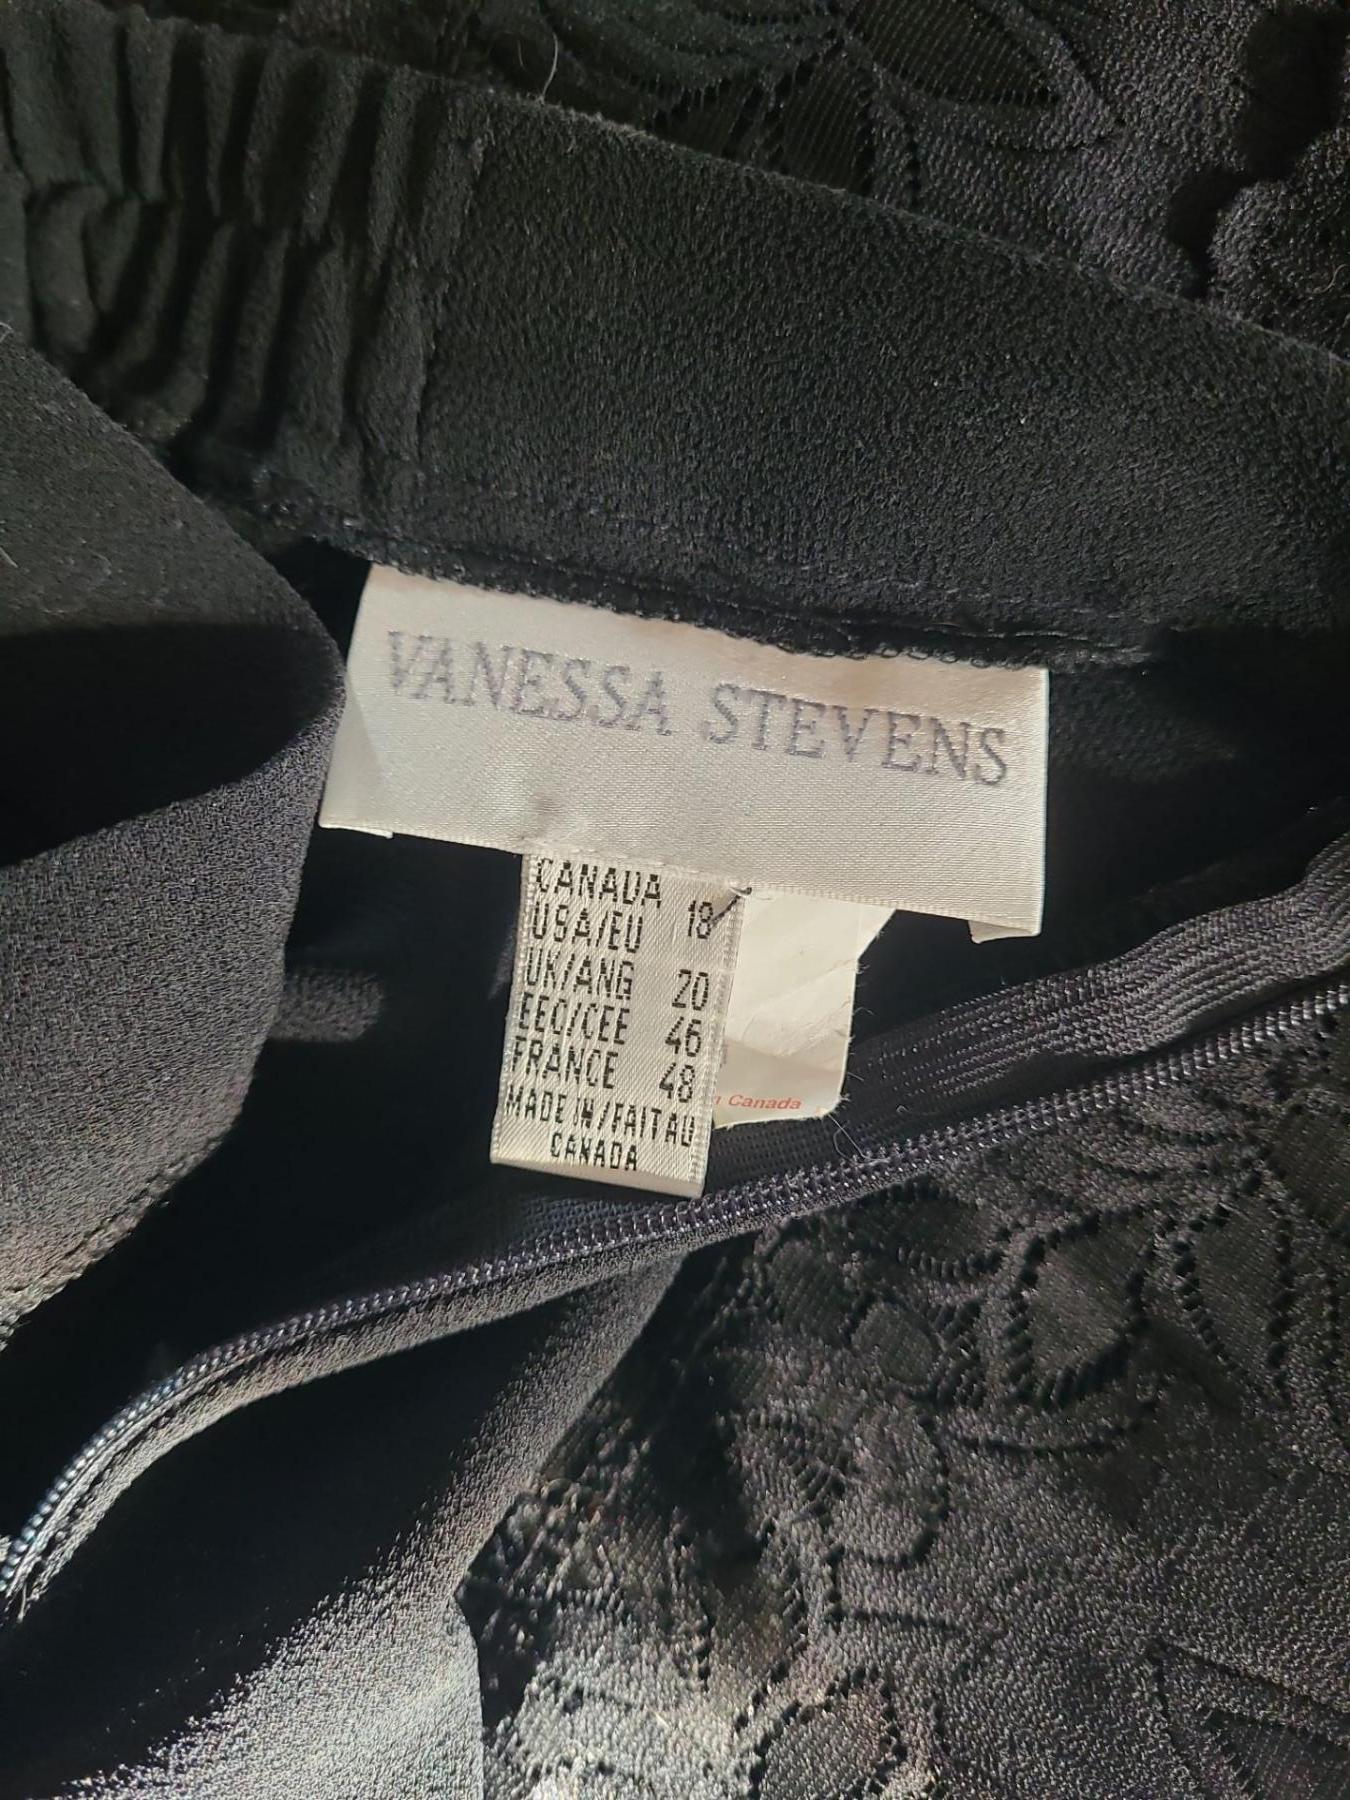 VANESSA STEVENS
CANADA
USA/EU 18
UK/ANG 20
EEC/CEE 46
FRANCE 48
MADE IN/FAIT AU
CANADA
n Canada